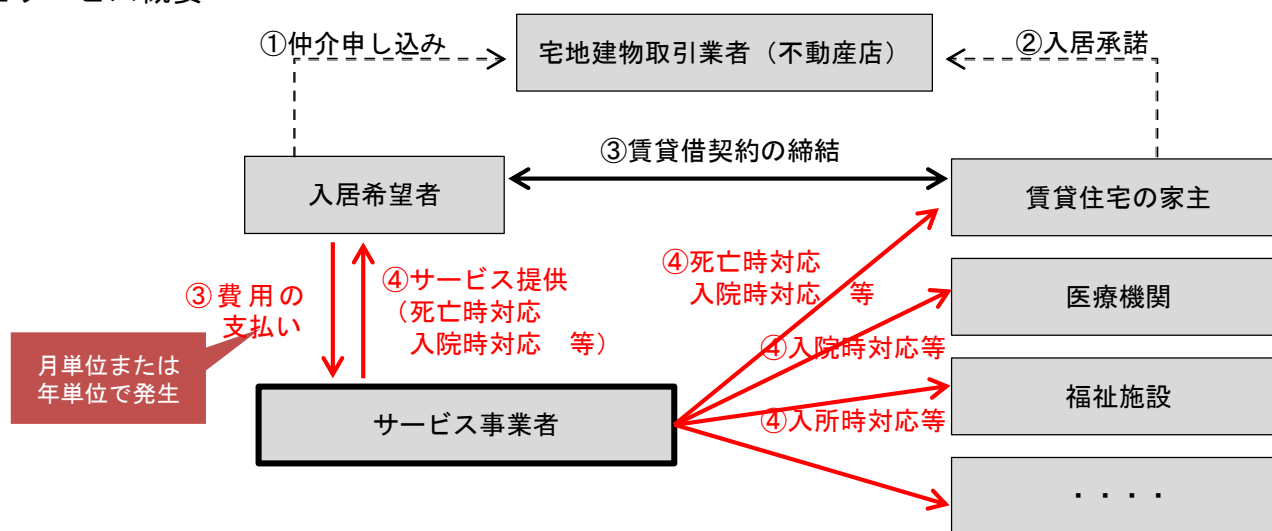 ①仲介申し込み
宅地建物取引業者（不動産店）
②入居承諾
③賃貸借契約の締結
入居希望者
賃貸住宅の家主
④死亡時対応
入院時対応　等
③費用の
支払い
④サービス提供
（死亡時対応
入院時対応　等）
医療機関
④入院時対応等
月単位または
年単位で発生
福祉施設
サービス事業者
④入所時対応等
・・・・